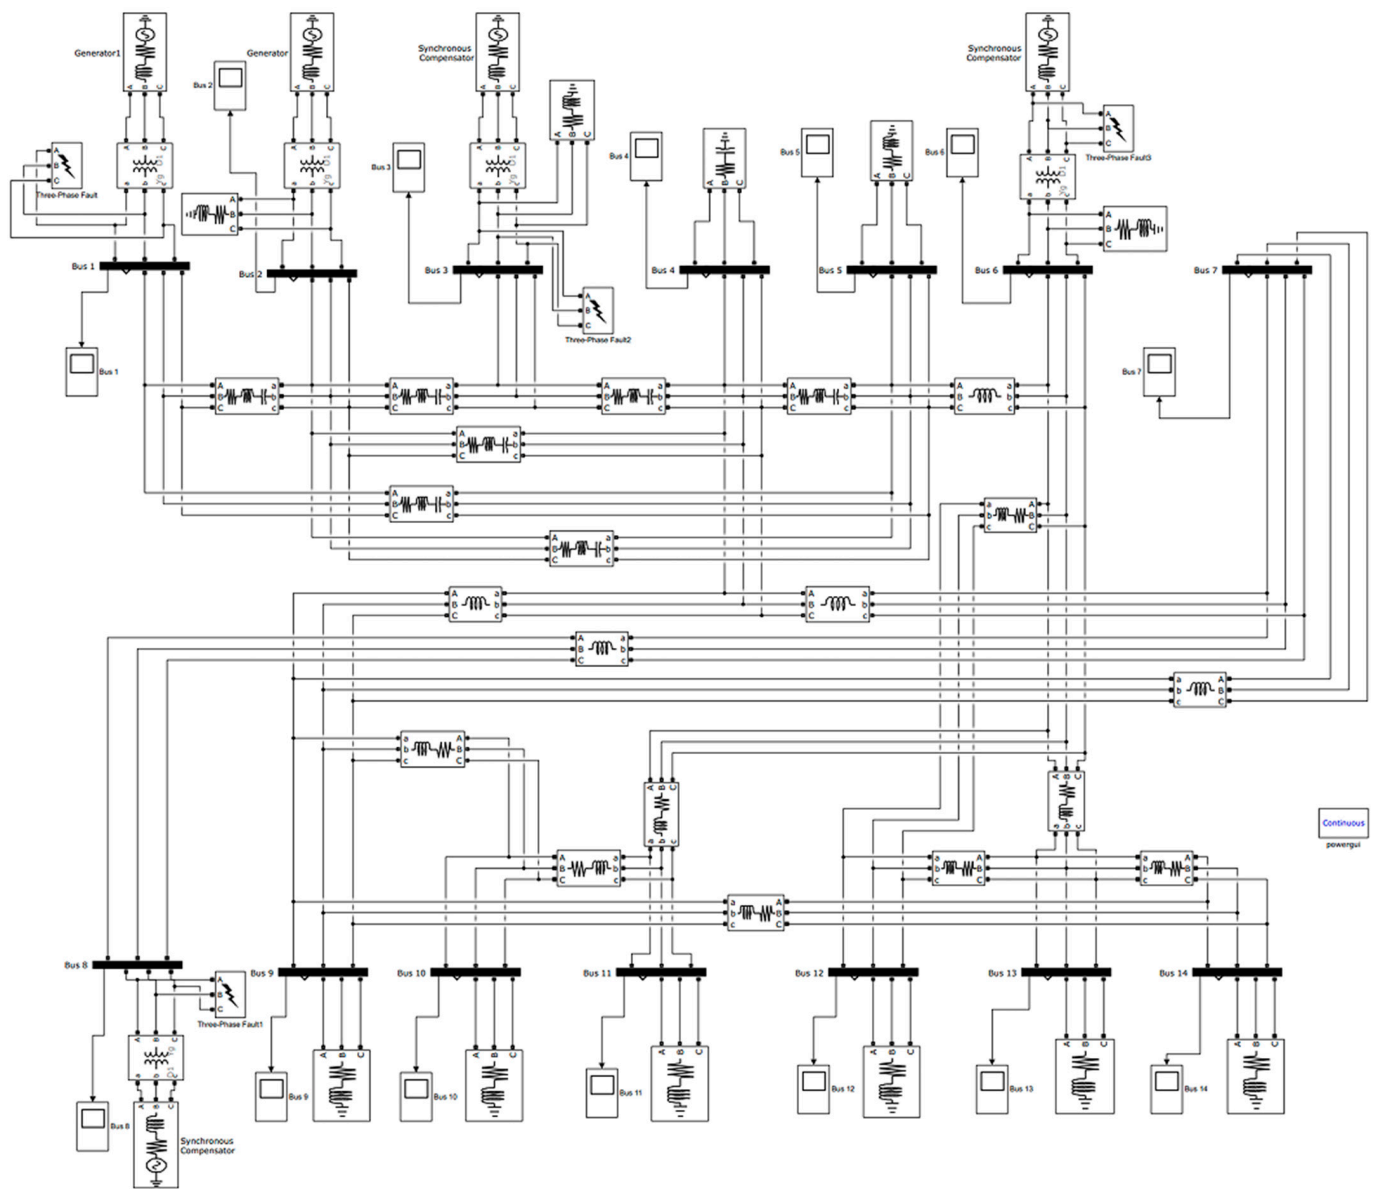 Generator1
Generator
Synchronous
Compensator
Synchronous
Compensator
Bus 2
Bus 3
Bus 4
Bus 5
Bus 6
Three-Phase Fault
Three-Phase Fault3
Bus 1
Bus 2
Bus 3
Bus 4
Bus 5
Bus 6
Bus 7
Three-Phase Fault2
Bus 1
Bus 7
Continuous
powergui
Bus 8
Bus 9
Bus 10
Bus 11
Bus 12
Bus 13
Bus 14
Three-Phase Fault1
Bus 9
Bus 10
Bus 11
Bus 12
Bus 13
Bus 14
Bus 8
Synchronous
Compensator